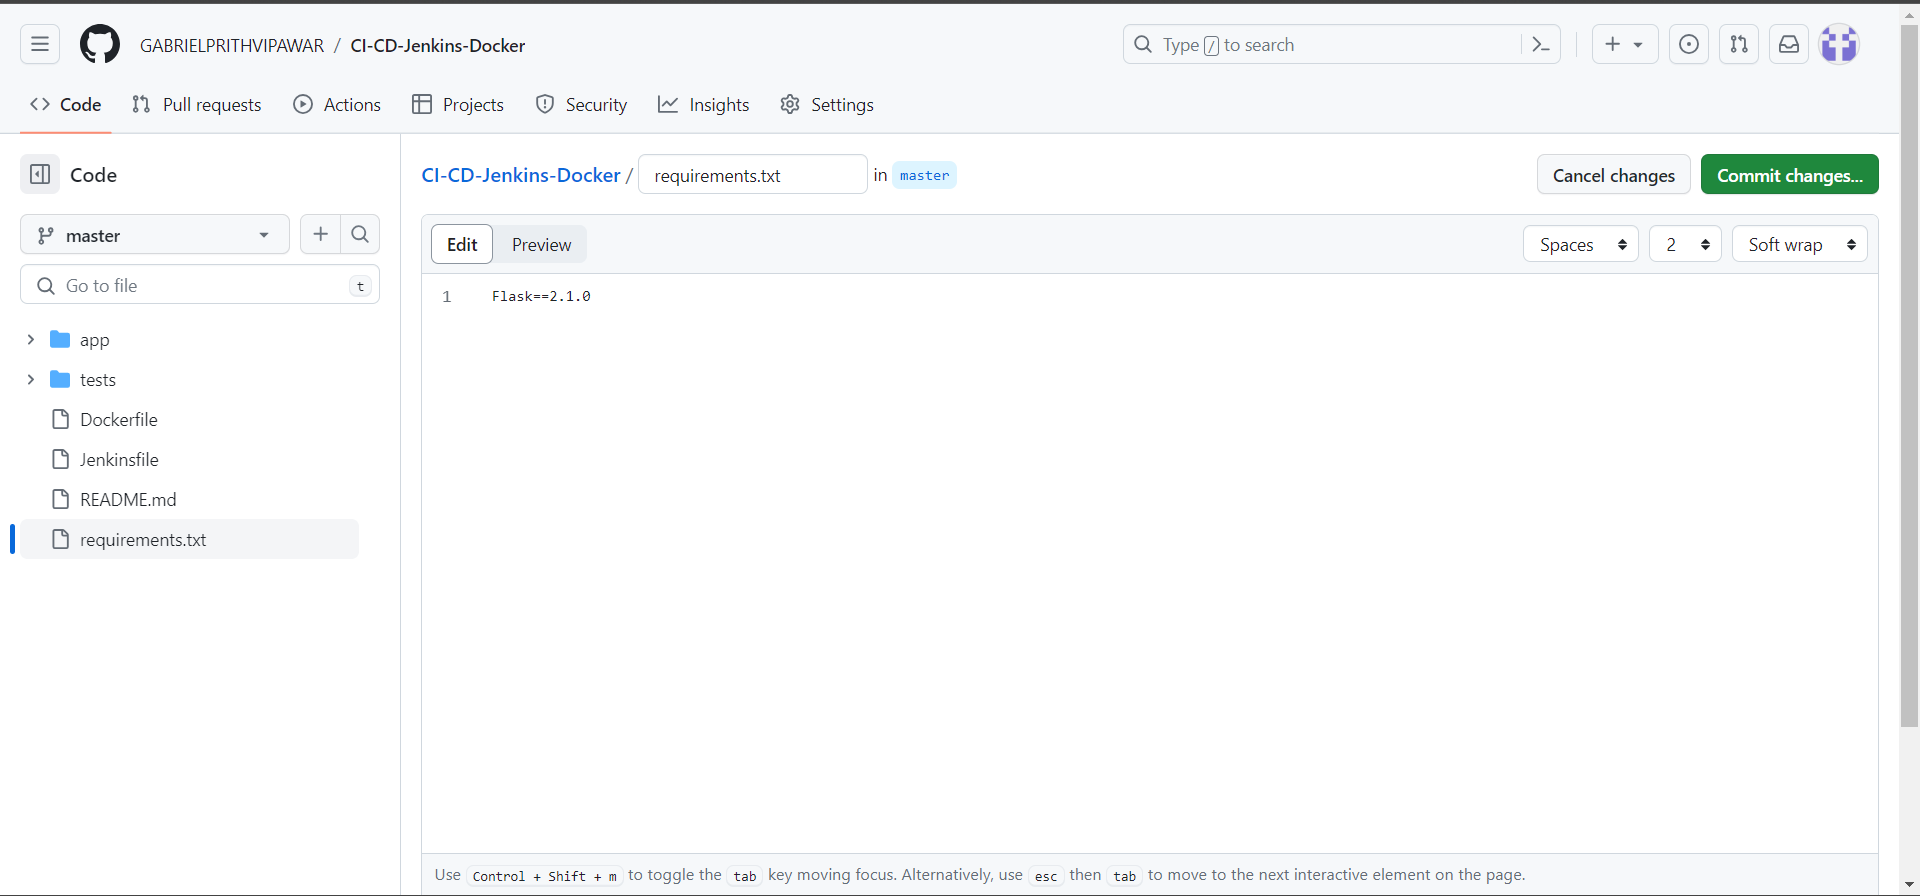 GABRIELPRITHVIPAWAR / CI-CD-Jenkins-Docker
Type / to search
Code Pull requests Actions Projects Security Insights Settings
Code
master
Go to file t
app
tests
Dockerfile
Jenkinsfile
README.md
requirements.txt
CI-CD-Jenkins-Docker / requirements.txt in master
Cancel changes Commit changes...
Edit Preview
Spaces 2 Soft wrap
1 Flask==2.1.0
Use Control + Shift + m to toggle the tab key moving focus. Alternatively, use esc then tab to move to the next interactive element on the page.